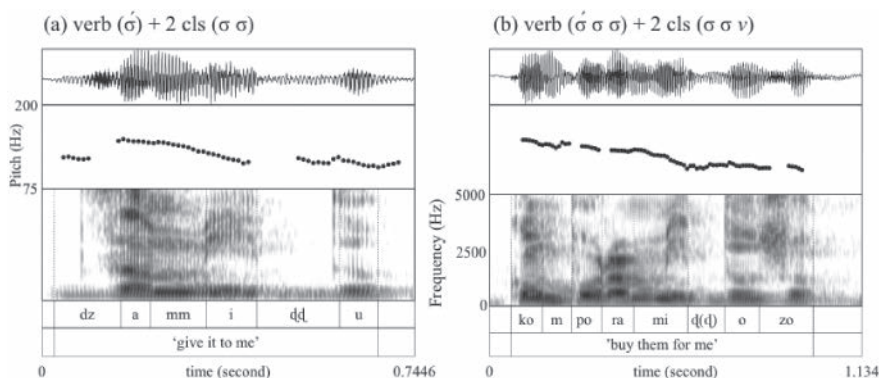 (a) verb (σ́) + 2 cls (σ σ)
200
Pitch (Hz)
75
dz a mm i ɖɖ u
'give it to me'
0 time (second) 0.7446
(b) verb (σ́ σ σ) + 2 cls (σ σ v)
5000
Frequency (Hz)
2500
0
ko m po ra mi ɖ(ɖ) o zo
'buy them for me'
0 time (second) 1.134